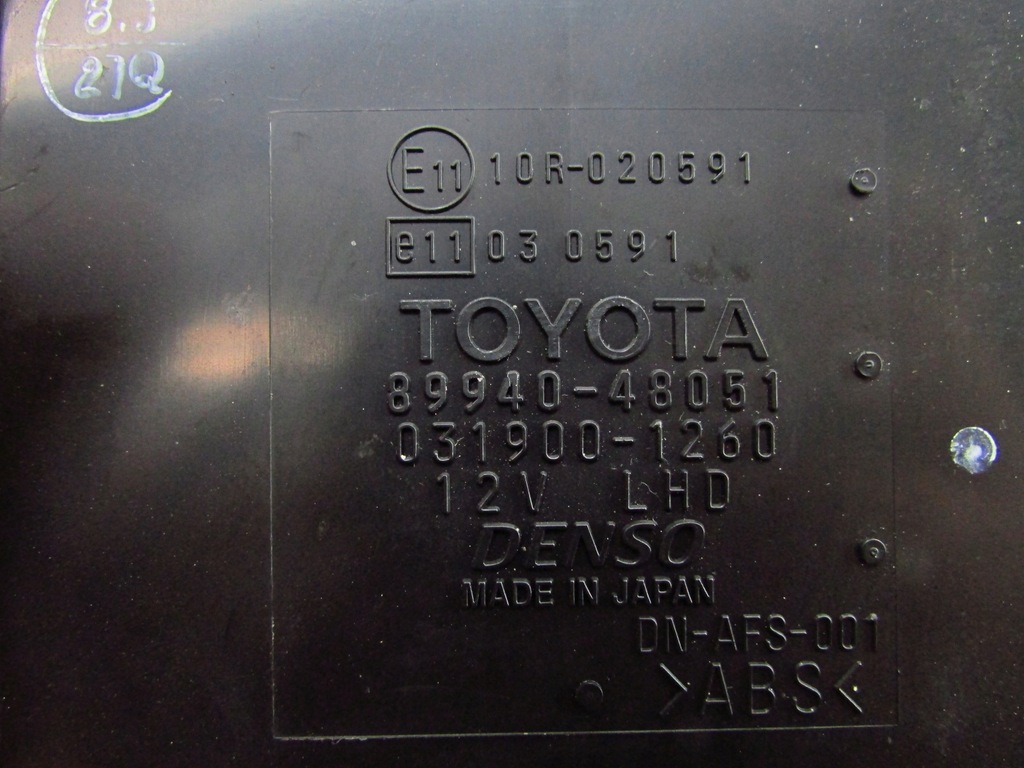 27Q
E11 10R-020591
e11 03 0591
TOYOTA
89940-48051
031900-1260
12V LHD
DENSO
MADE IN JAPAN
DN-AFS-001
>ABS<